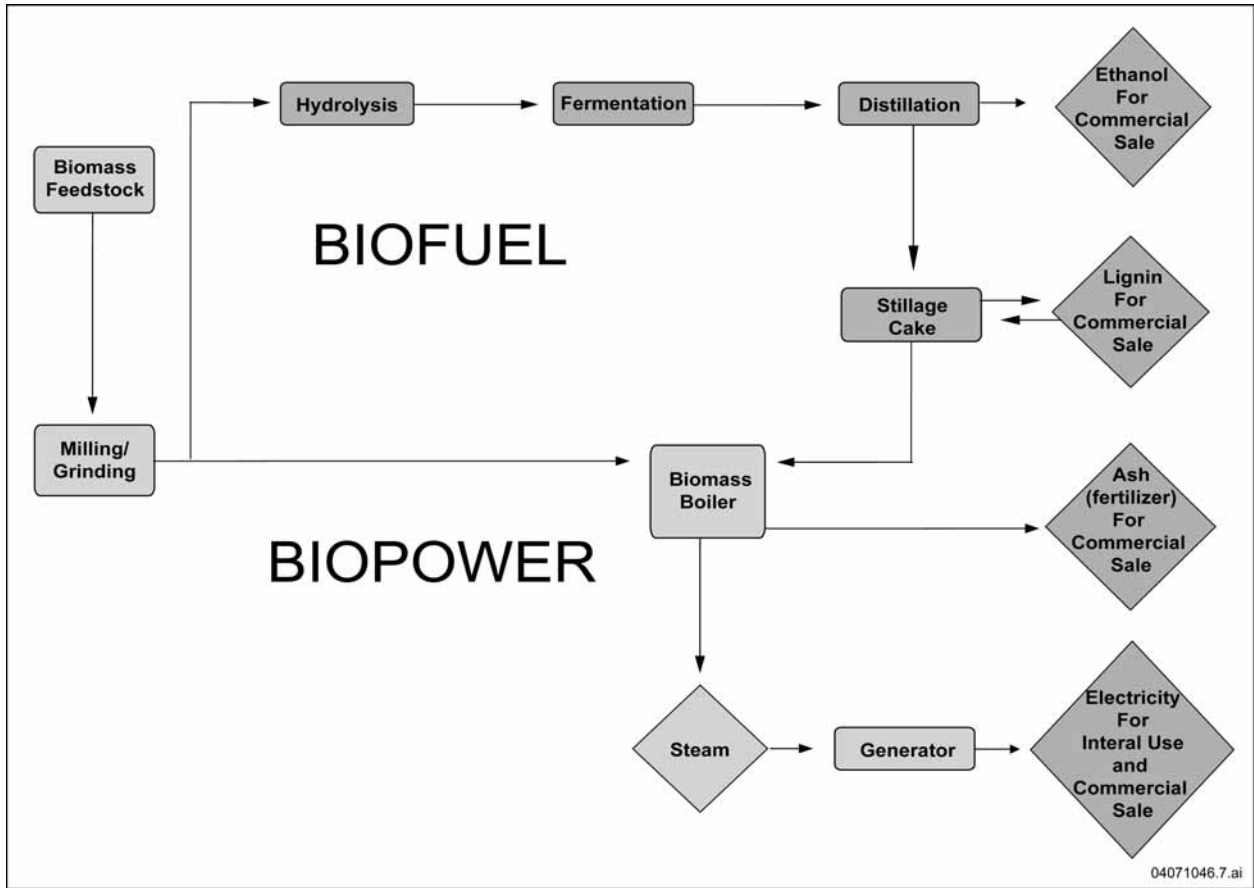 Biomass
Feedstock
Milling/
Grinding
Hydrolysis
Fermentation
Distillation
Ethanol
For
Commercial
Sale
BIOFUEL
Stillage
Cake
Lignin
For
Commercial
Sale
Biomass
Boiler
Ash
(fertilizer)
For
Commercial
Sale
BIOPOWER
Steam
Generator
Electricity
For
Interal Use
and
Commercial
Sale
04071046.7.ai